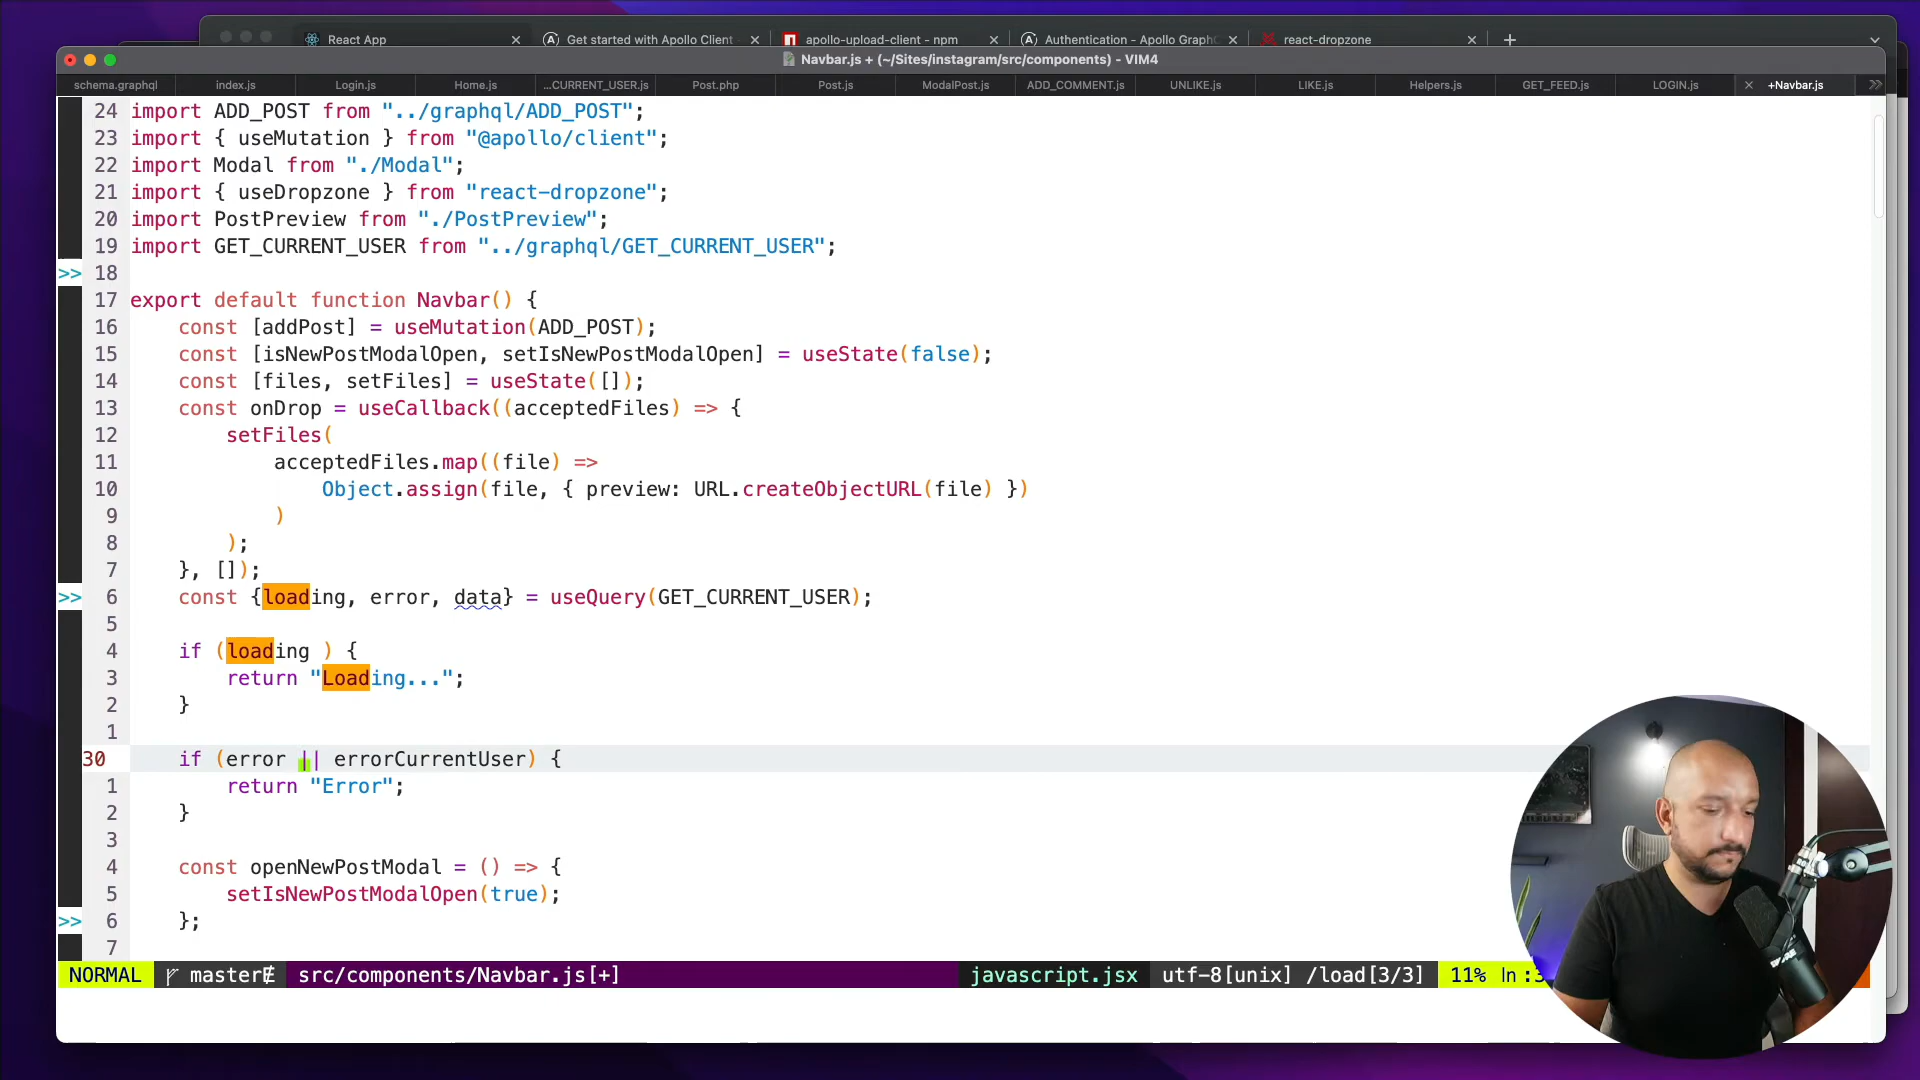 React App
Get started with Apollo Client
apollo-upload-client - npm
Authentication - Apollo GraphQ
react-dropzone
Navbar.js + (~/Sites/instagram/src/components) - VIM4
schema.graphql
index.js
Login.js
Home.js
...CURRENT_USER.js
Post.php
Post.js
ModalPost.js
ADD_COMMENT.js
UNLIKE.js
LIKE.js
Helpers.js
GET_FEED.js
LOGIN.js
+Navbar.js
24 import ADD_POST from "../graphql/ADD_POST";
23 import { useMutation } from "@apollo/client";
22 import Modal from "./Modal";
21 import { useDropzone } from "react-dropzone";
20 import PostPreview from "./PostPreview";
19 import GET_CURRENT_USER from "../graphql/GET_CURRENT_USER";
>> 18
17 export default function Navbar() {
16 const [addPost] = useMutation(ADD_POST);
15 const [isNewPostModalOpen, setIsNewPostModalOpen] = useState(false);
14 const [files, setFiles] = useState([]);
13 const onDrop = useCallback((acceptedFiles) => {
12 setFiles(
11 acceptedFiles.map((file) =>
10 Object.assign(file, { preview: URL.createObjectURL(file) })
9 )
8 );
7 }, []);
>> 6 const {loading, error, data} = useQuery(GET_CURRENT_USER);
5
4 if (loading ) {
3 return "Loading...";
2 }
1
30 if (error || errorCurrentUser) {
1 return "Error";
2 }
3
4 const openNewPostModal = () => {
5 setIsNewPostModalOpen(true);
>> 6 };
7
NORMAL master src/components/Navbar.js[+] javascript.jsx utf-8[unix] /load[3/3] 11% ln